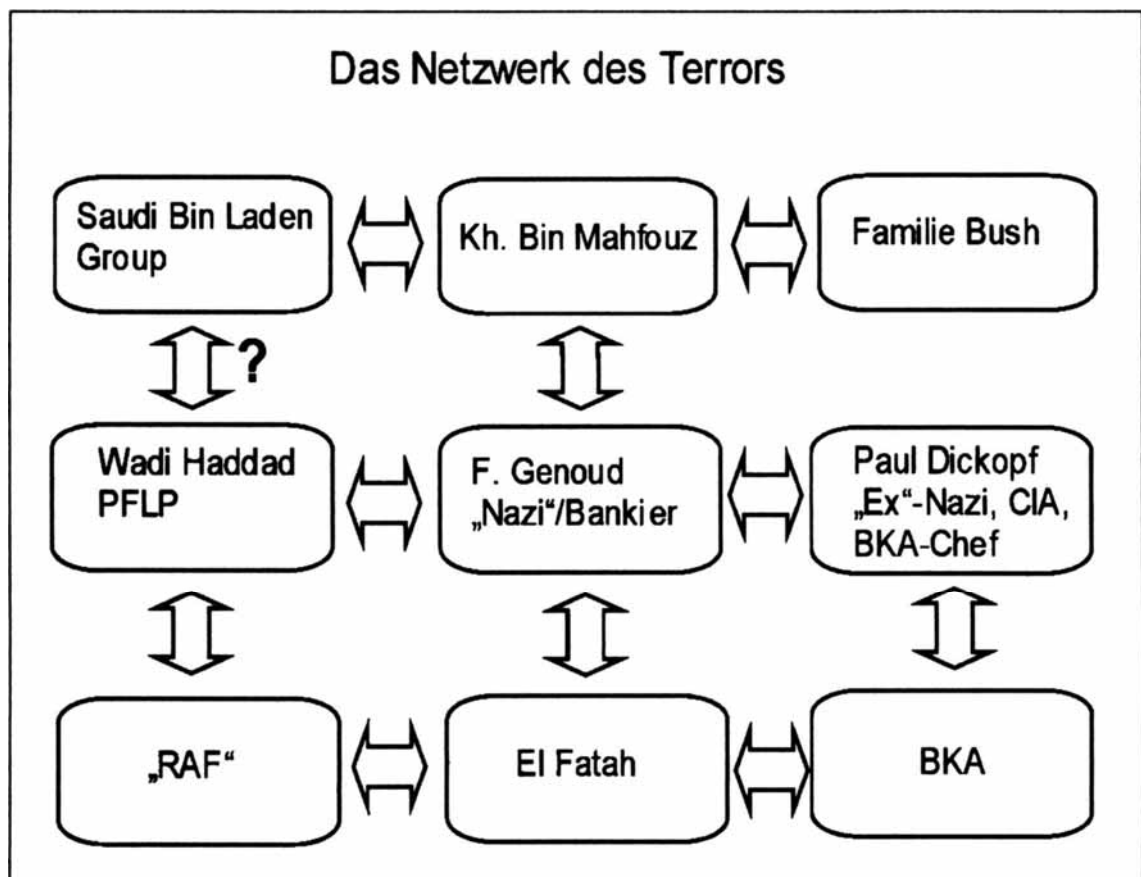 Das Netzwerk des Terrors
Saudi Bin Laden
Group
Kh. Bin Mahfouz
Familie Bush
?
Wadi Haddad
PFLP
F. Genoud
„Nazi“/Bankier
Paul Dickopf
„Ex“-Nazi, CIA,
BKA-Chef
„RAF“
El Fatah
BKA